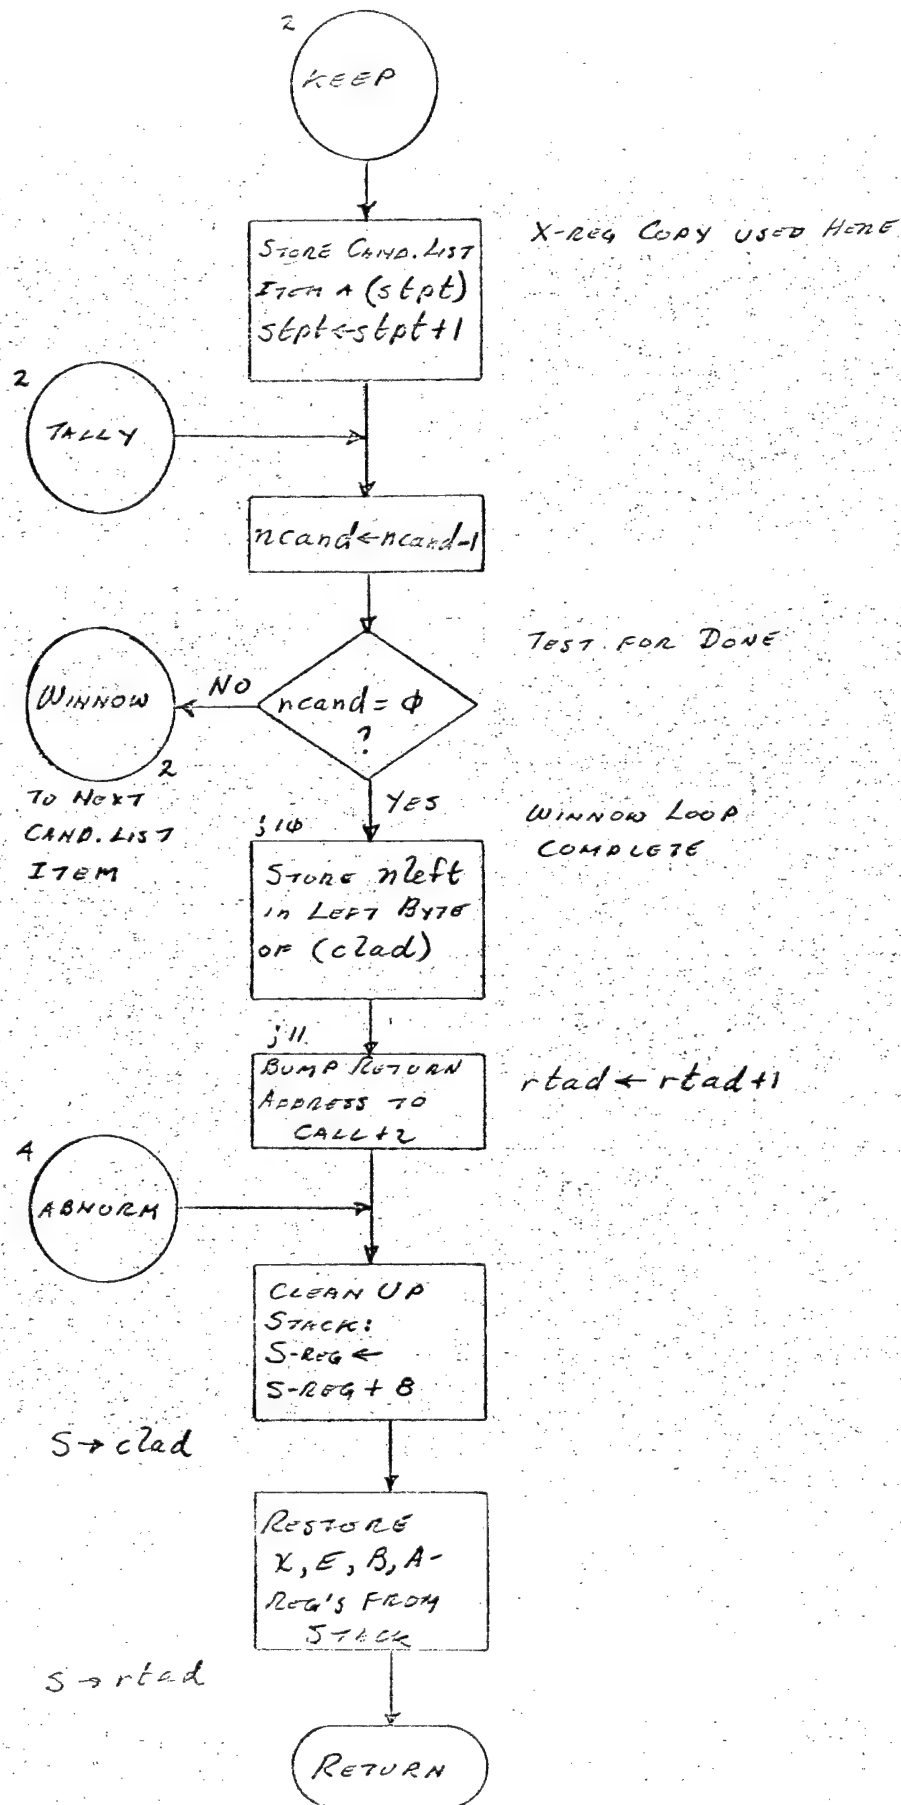 2
KEEP
STORE CAND. LIST
ITEM A (stpt)
stpt←stpt+1
X-REG COPY USED HERE
2
TALLY
ncand←ncand-1
TEST FOR DONE
WINNOW
2
NO
ncand = φ
?
TO NEXT
CAND. LIST
ITEM
YES
WINNOW LOOP
COMPLETE
j1φ
STORE nleft
in LEFT BYTE
OF (clad)
j11
BUMP RETURN
ADDRESS TO
CALL+2
rtad ← rtad+1
4
ABNORM
CLEAN UP
STACK:
S-REG ←
S-REG + 8
S → clad
RESTORE
X, E, B, A-
REG'S FROM
STACK
S → rtad
RETURN